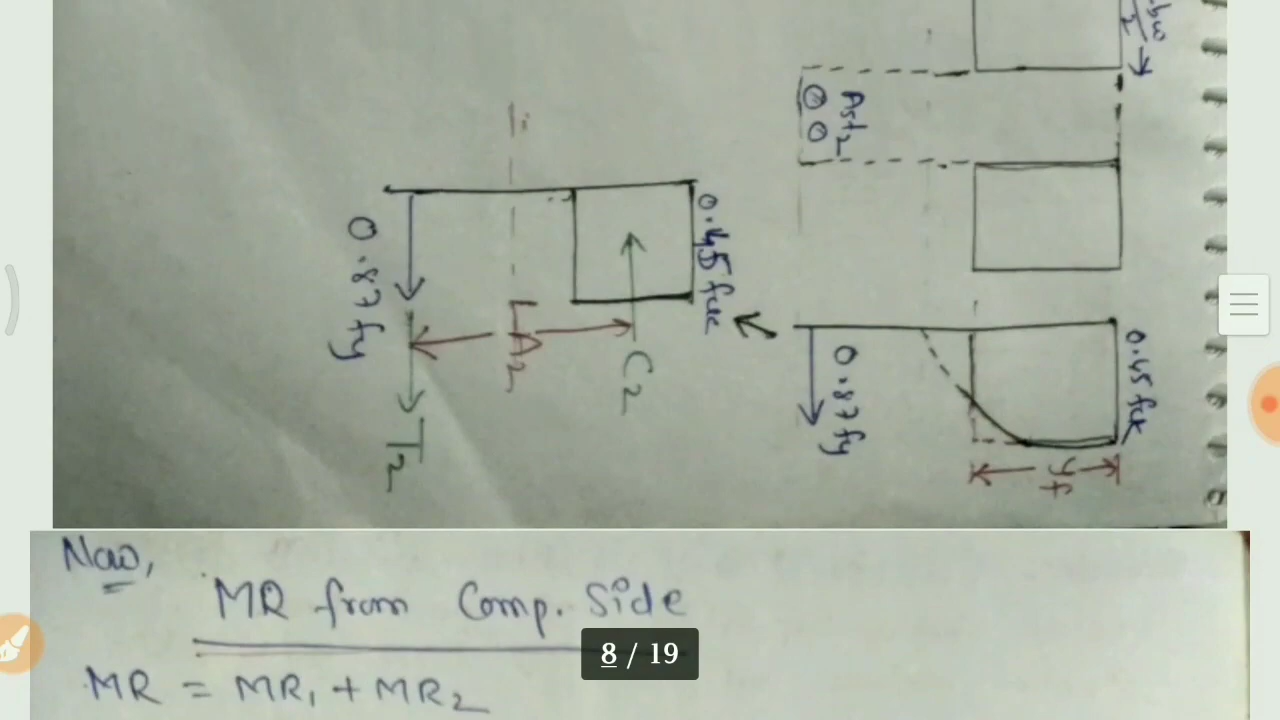 Ast2
0.45 fck
0.87 fy
LA2
C2
T2
0.45 fck
0.87 fy
yf
Now,
MR from Comp. Side
8 / 19
MR = MR1 + MR2